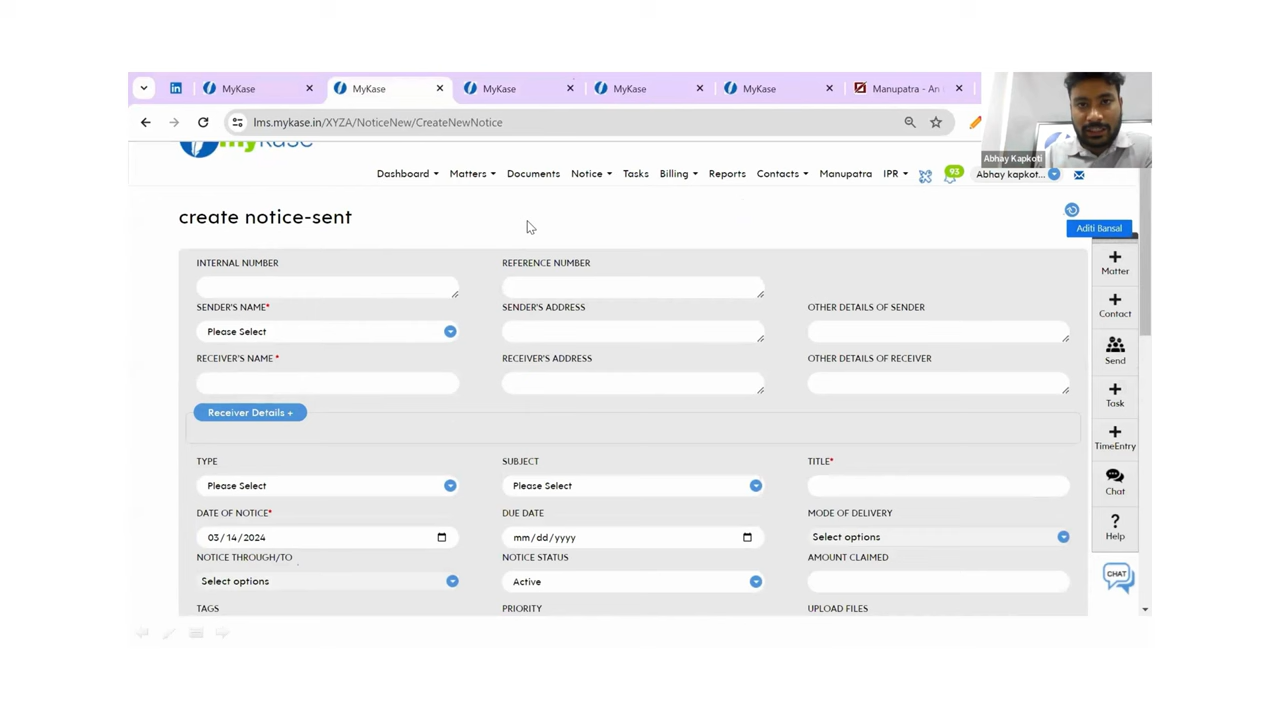 MyKase
MyKase
MyKase
MyKase
MyKase
Manupatra - An
lms.mykase.in/XYZA/NoticeNew/CreateNewNotice
myKase
Abhay Kapkoti
Dashboard Matters Documents Notice Tasks Billing Reports Contacts Manupatra IPR 93 Abhay kapkot...
create notice-sent
Aditi Bansal
INTERNAL NUMBER REFERENCE NUMBER
SENDER'S NAME* SENDER'S ADDRESS OTHER DETAILS OF SENDER
Please Select
RECEIVER'S NAME * RECEIVER'S ADDRESS OTHER DETAILS OF RECEIVER
Receiver Details +
TYPE SUBJECT TITLE*
Please Select Please Select
DATE OF NOTICE* DUE DATE MODE OF DELIVERY
03/14/2024 mm/dd/yyyy Select options
NOTICE THROUGH/TO NOTICE STATUS AMOUNT CLAIMED
Select options Active
TAGS PRIORITY UPLOAD FILES
Matter
Contact
Send
Task
TimeEntry
Chat
Help
CHAT